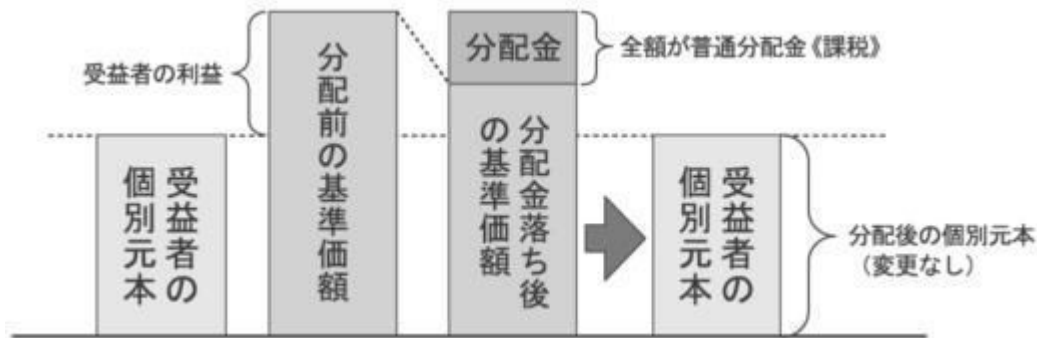 受益者の利益
受益者の
個別元本
分配前の基準価額
分配金
全額が普通分配金《課税》
分配金落ち後
の基準価額
受益者の
個別元本
分配後の個別元本
（変更なし）